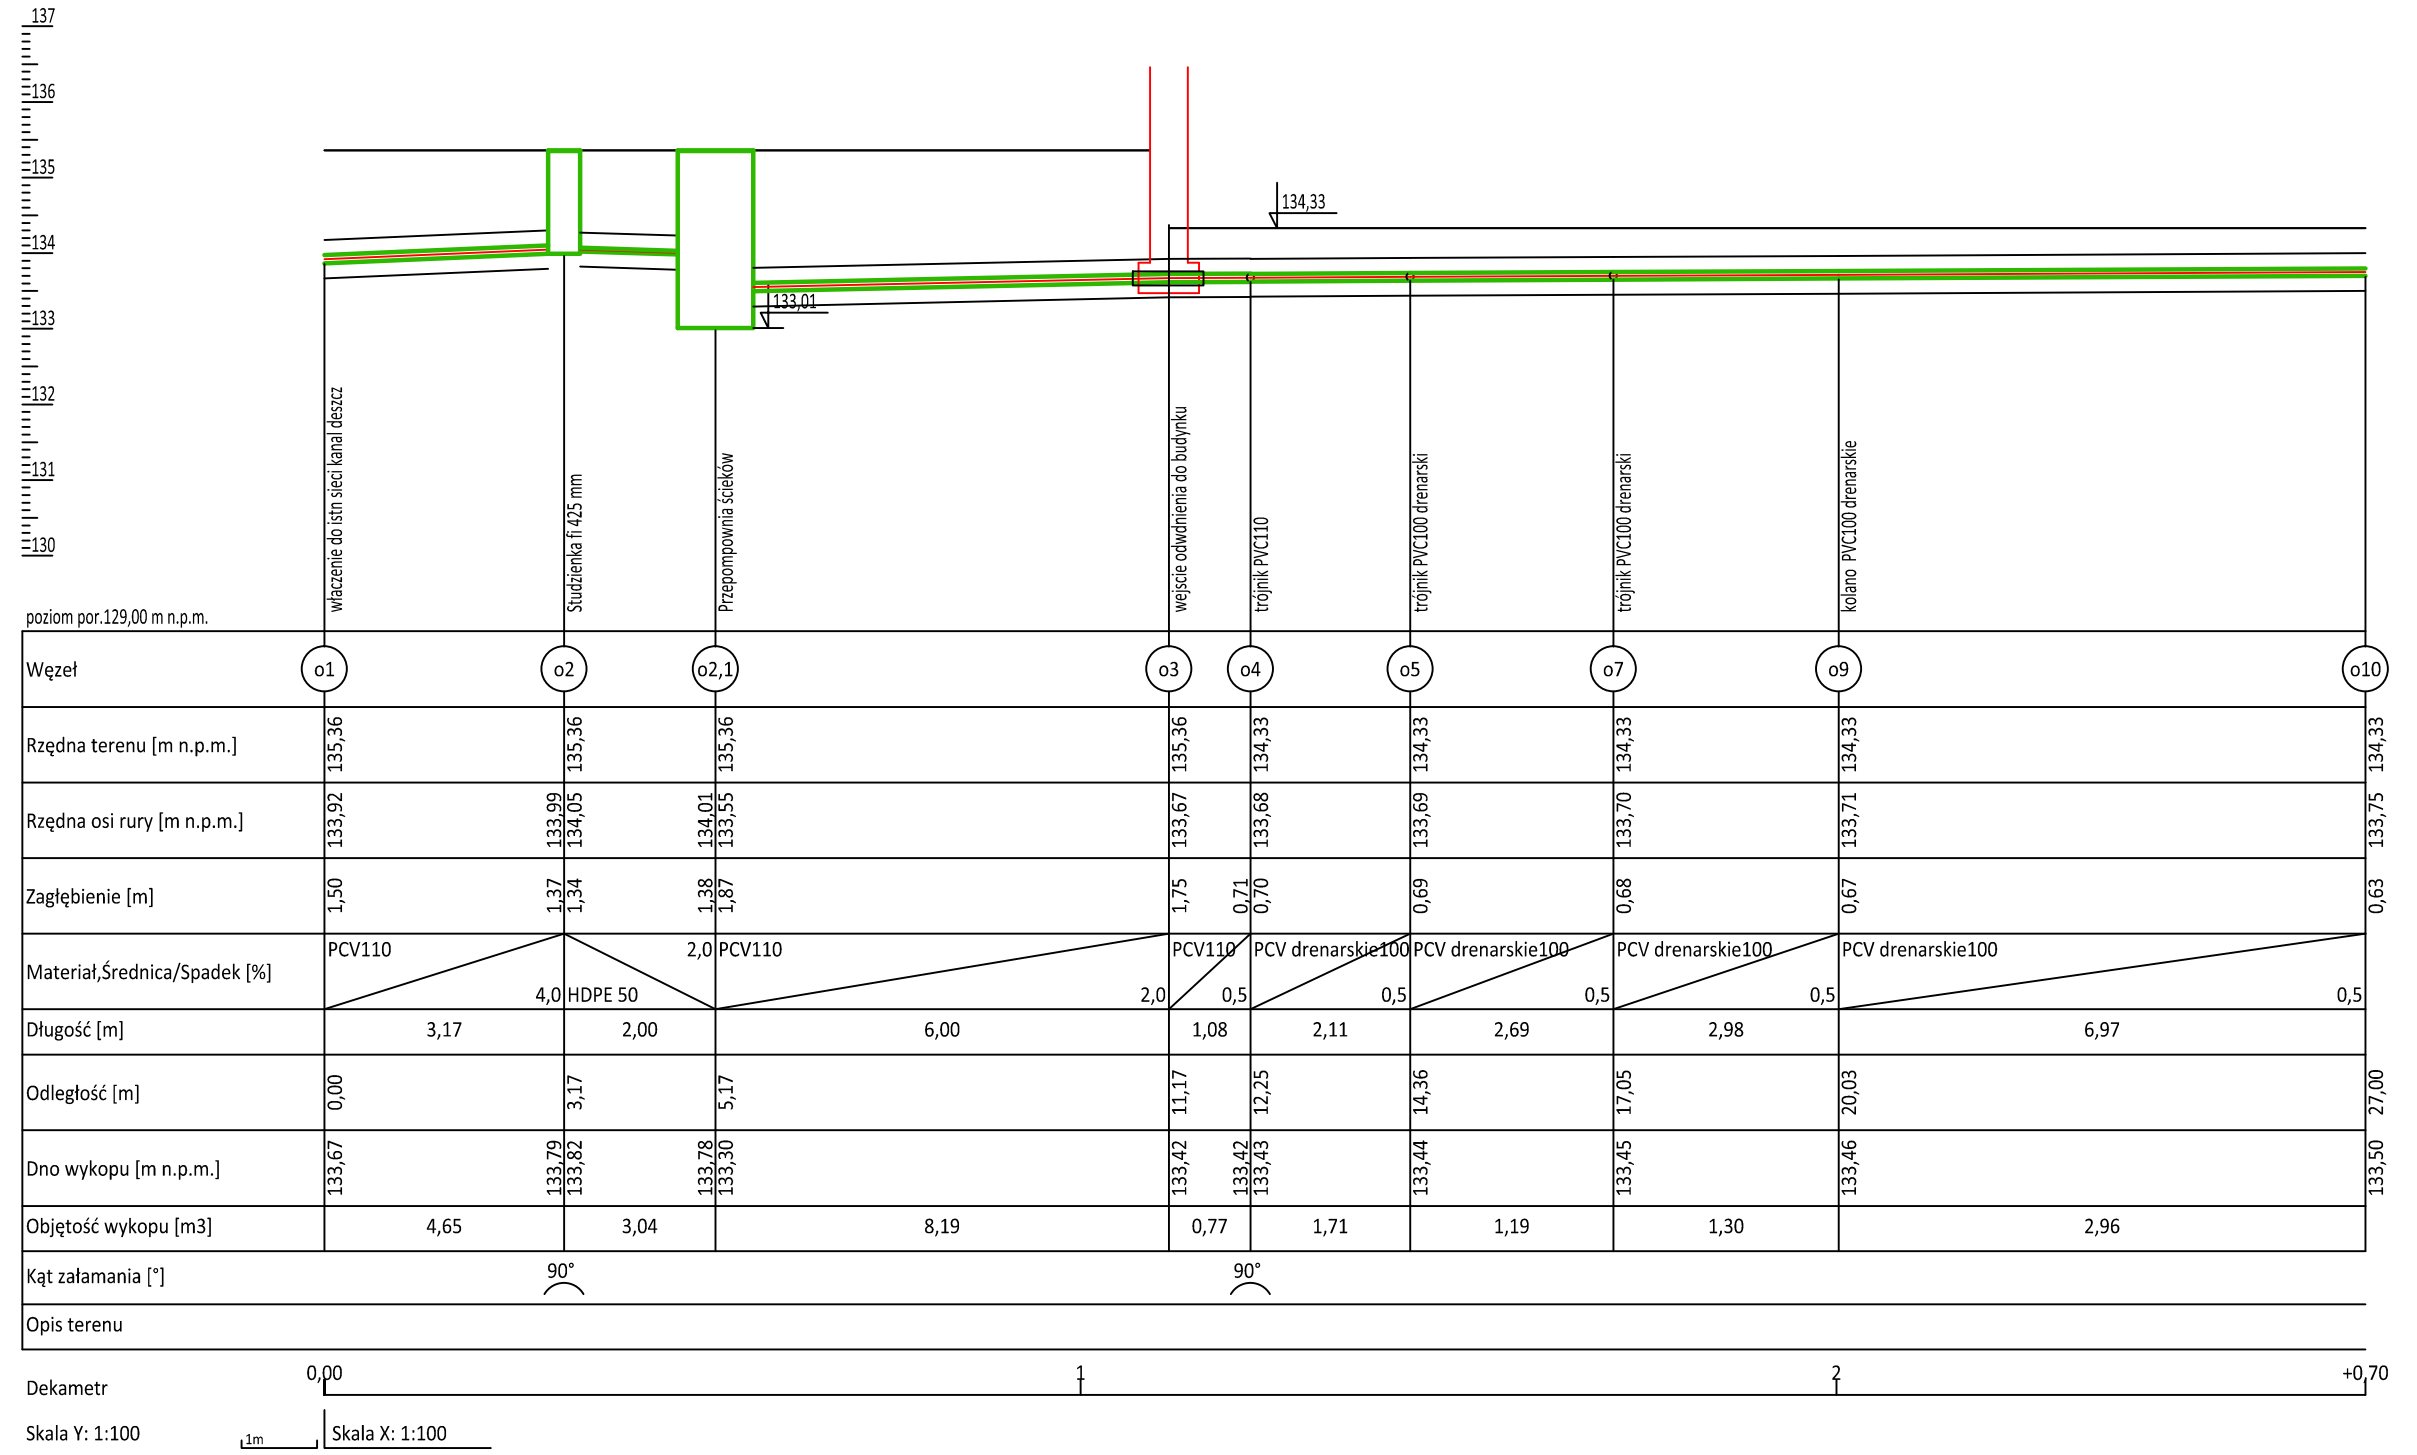 137
136
135
134
133
132
131
130
134,33
133,01
właczenie do istn sieci kanal deszcz
Studzienka fi 425 mm
Przepompownia ścieków
wejscie odwdnienia do budynku
trójnik PVC110
trójnik PVC100 drenarski
trójnik PVC100 drenarski
kolano PVC100 drenarskie
poziom por.129,00 m n.p.m.
Węzeł o1 o2 o2,1 o3 o4 o5 o7 o9 o10
Rzędna terenu [m n.p.m.] 135,36 135,36 135,36 135,36 134,33 134,33 134,33 134,33 134,33
Rzędna osi rury [m n.p.m.] 133,92 133,99 134,05 134,01 133,55 133,67 133,68 133,69 133,70 133,71 133,75
Zagłębienie [m] 1,50 1,37 1,34 1,38 1,87 1,75 0,71 0,70 0,69 0,68 0,67 0,63
Materiał,Średnica/Spadek [%]
PCV110 2,0 PCV110 PCV110 PCV drenarskie100 PCV drenarskie100 PCV drenarskie100 PCV drenarskie100
4,0 HDPE 50 2,0 0,5 0,5 0,5 0,5 0,5
Długość [m] 3,17 2,00 6,00 1,08 2,11 2,69 2,98 6,97
Odległość [m] 0,00 3,17 5,17 11,17 12,25 14,36 17,05 20,03 27,00
Dno wykopu [m n.p.m.] 133,67 133,79 133,82 133,78 133,30 133,42 133,42 133,43 133,44 133,45 133,46 133,50
Objętość wykopu [m3] 4,65 3,04 8,19 0,77 1,71 1,19 1,30 2,96
Kąt załamania [°] 90° 90°
Opis terenu
Dekametr 0,00 1 2 +0,70
Skala Y: 1:100 1m Skala X: 1:100